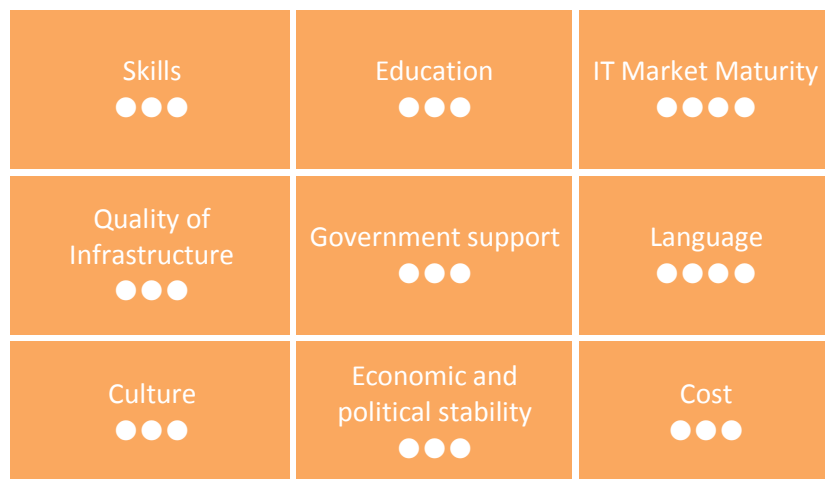 Skills
●●●
Education
●●●
IT Market Maturity
●●●●
Quality of
Infrastructure
●●●
Government support
●●●
Language
●●●●
Culture
●●●
Economic and
political stability
●●●
Cost
●●●